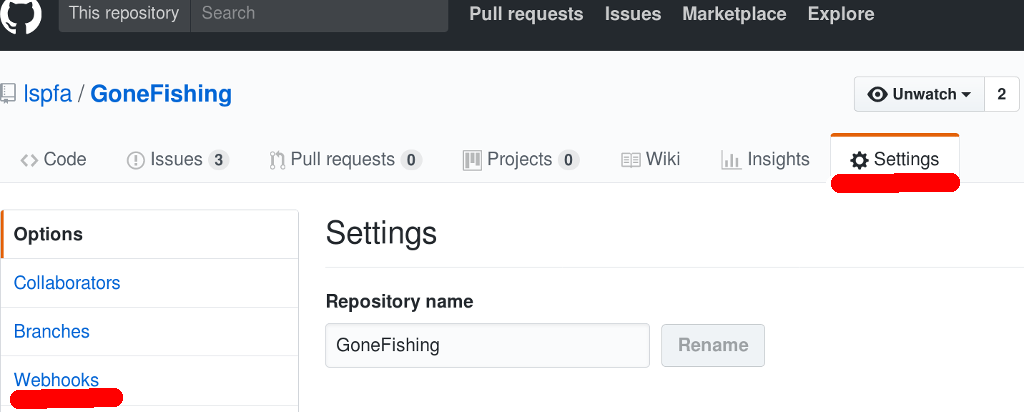 This repository Search Pull requests Issues Marketplace Explore
lspfa / GoneFishing Unwatch 2
Code Issues 3 Pull requests 0 Projects 0 Wiki Insights Settings
Options
Collaborators
Branches
Webhooks
Settings
Repository name
GoneFishing Rename